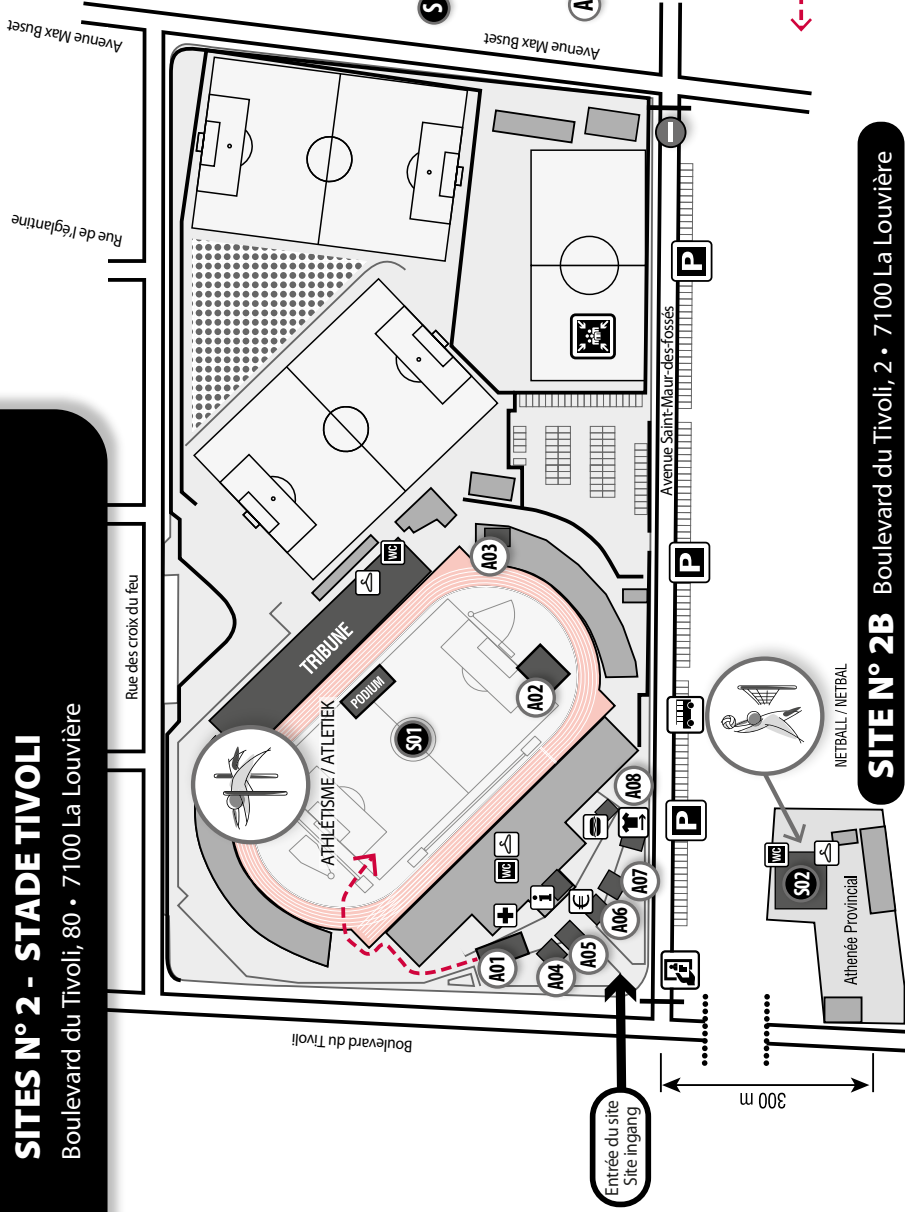 SITES N° 2 - STADE TIVOLI
Boulevard du Tivoli, 80 • 7100 La Louvière
Avenue Max Buset
Avenue Max Buset
Rue de l'églantine
Rue des croix du feu
Boulevard du Tivoli
Avenue Saint-Maur-des-fossés
TRIBUNE
PODIUM
ATHLÉTISME / ATLETIEK
S01
A01
A02
A03
A04
A05
A06
A07
A08
WC
WC
i
€
P
P
P
Entrée du site
Site ingang
300 m
WC
S02
Athenée Provincial
NETBALL / NETBAL
SITE N° 2B Boulevard du Tivoli, 2 • 7100 La Louvière
S
A